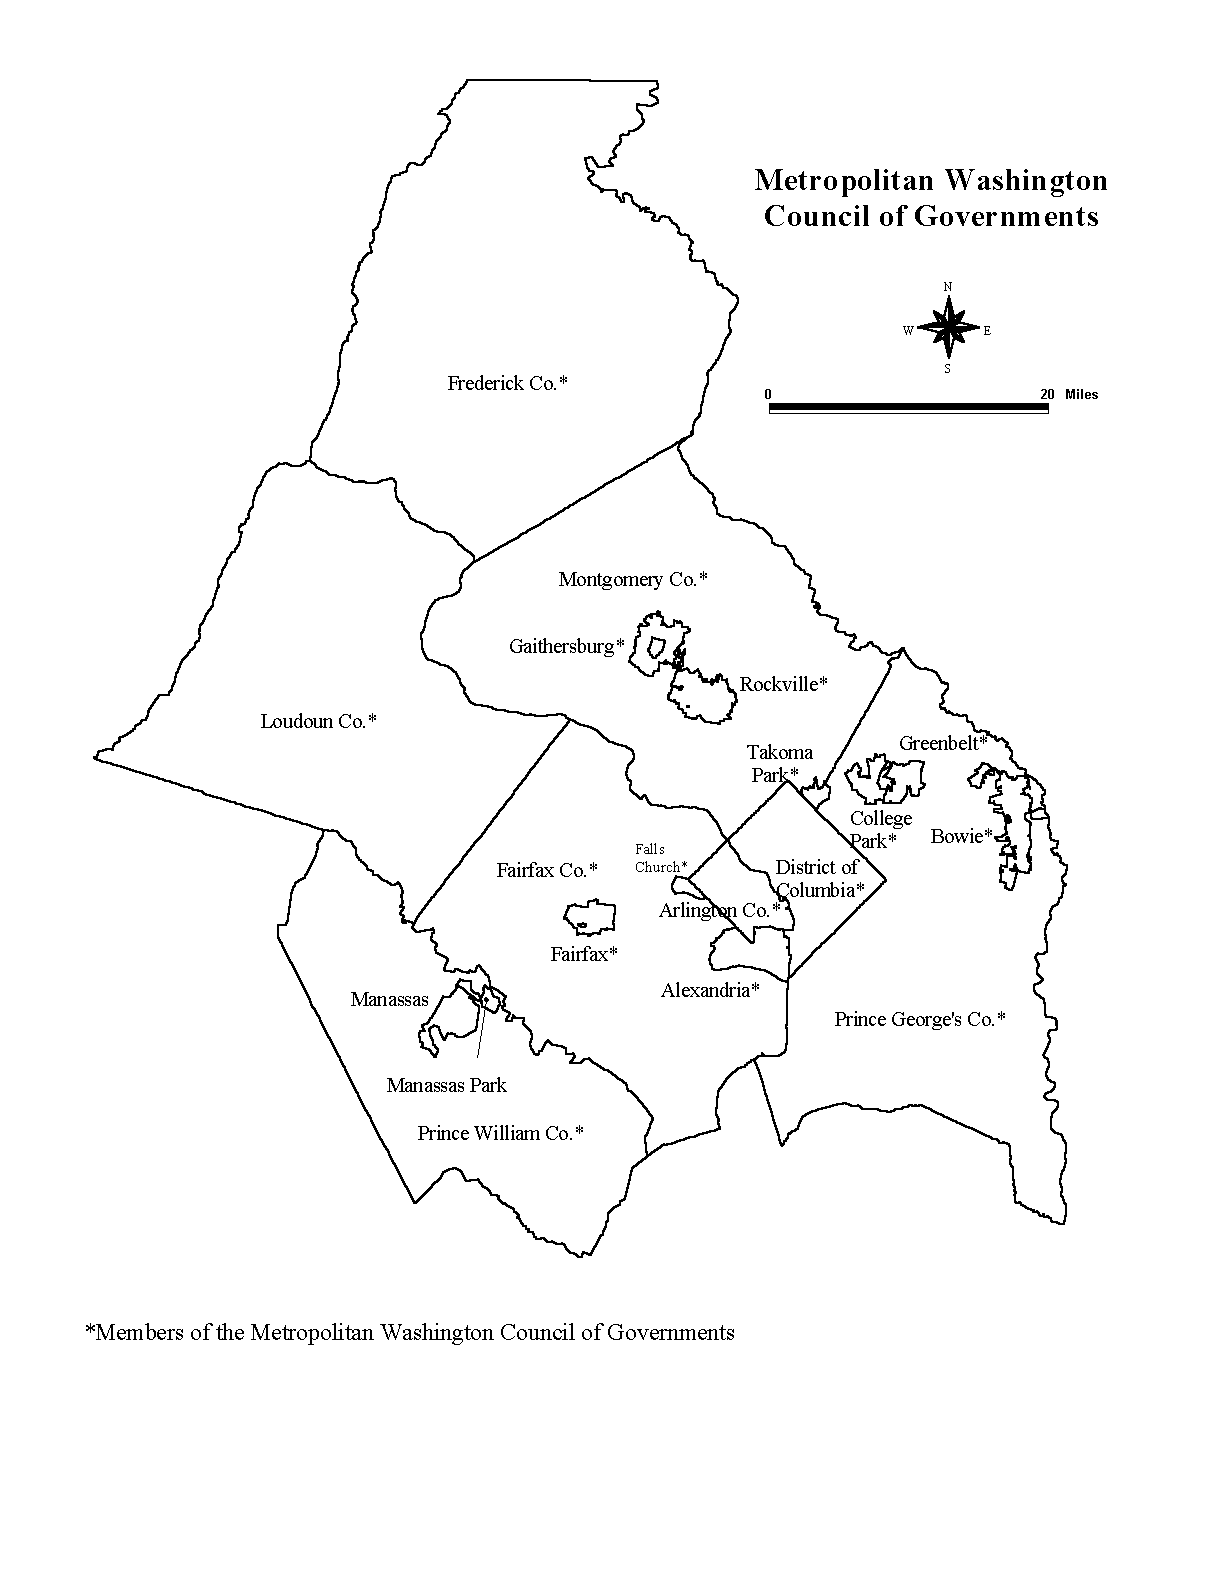 Metropolitan Washington
Council of Governments
N
W
E
S
0
20 Miles
Frederick Co.*
Montgomery Co.*
Gaithersburg*
Rockville*
Loudoun Co.*
Greenbelt*
Takoma
Park*
College
Park*
Bowie*
Falls
Church*
Fairfax Co.*
District of
Columbia*
Arlington Co.*
Fairfax*
Alexandria*
Manassas
Prince George's Co.*
Manassas Park
Prince William Co.*
*Members of the Metropolitan Washington Council of Governments